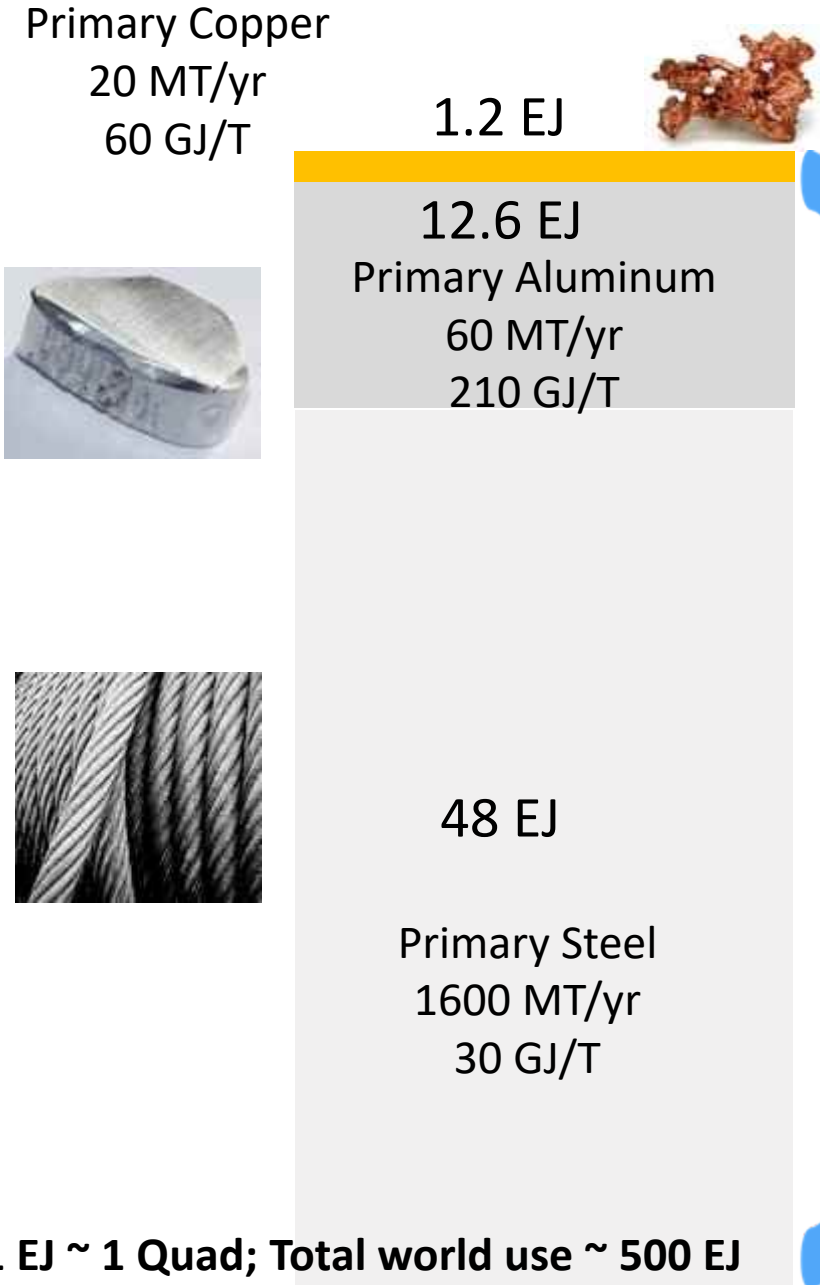 Primary Copper
20 MT/yr
60 GJ/T
1.2 EJ
12.6 EJ
Primary Aluminum
60 MT/yr
210 GJ/T
48 EJ
Primary Steel
1600 MT/yr
30 GJ/T
EJ ~ 1 Quad; Total world use ~ 500 EJ